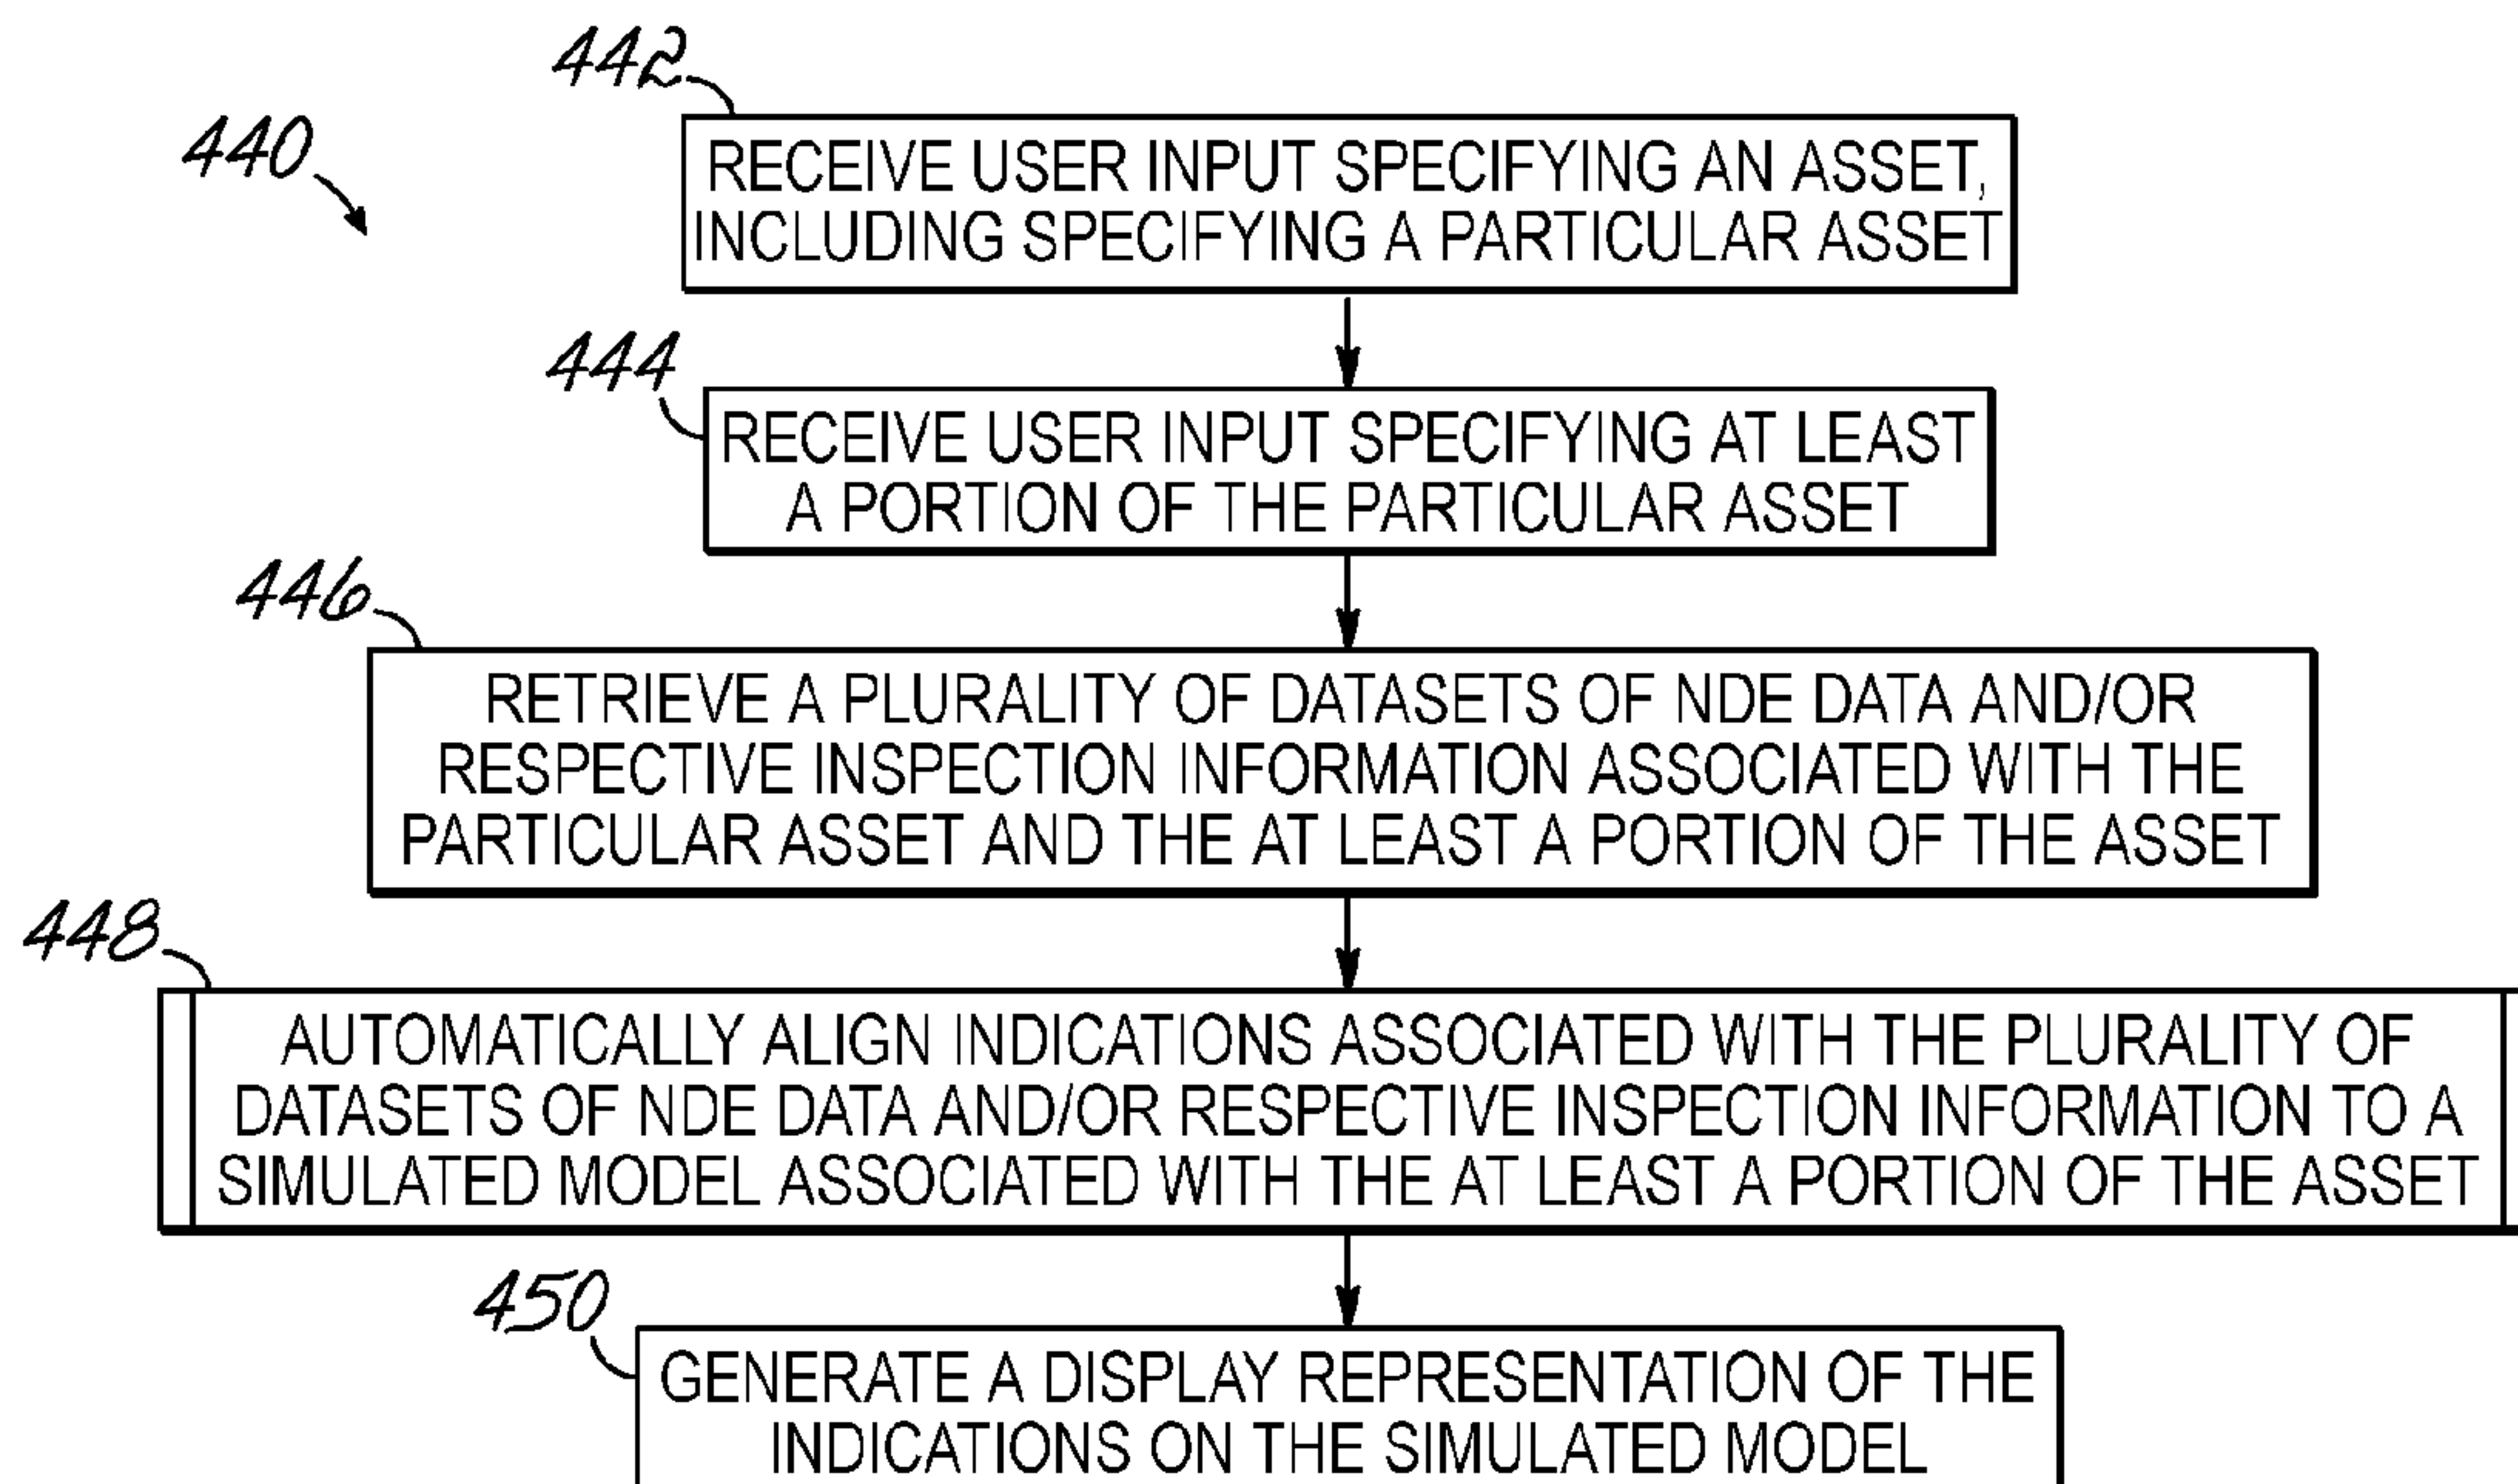 442
440
RECEIVE USER INPUT SPECIFYING AN ASSET,
INCLUDING SPECIFYING A PARTICULAR ASSET
444
RECEIVE USER INPUT SPECIFYING AT LEAST
A PORTION OF THE PARTICULAR ASSET
446
RETRIEVE A PLURALITY OF DATASETS OF NDE DATA AND/OR
RESPECTIVE INSPECTION INFORMATION ASSOCIATED WITH THE
PARTICULAR ASSET AND THE AT LEAST A PORTION OF THE ASSET
448
AUTOMATICALLY ALIGN INDICATIONS ASSOCIATED WITH THE PLURALITY OF
DATASETS OF NDE DATA AND/OR RESPECTIVE INSPECTION INFORMATION TO A
SIMULATED MODEL ASSOCIATED WITH THE AT LEAST A PORTION OF THE ASSET
450
GENERATE A DISPLAY REPRESENTATION OF THE
INDICATIONS ON THE SIMULATED MODEL